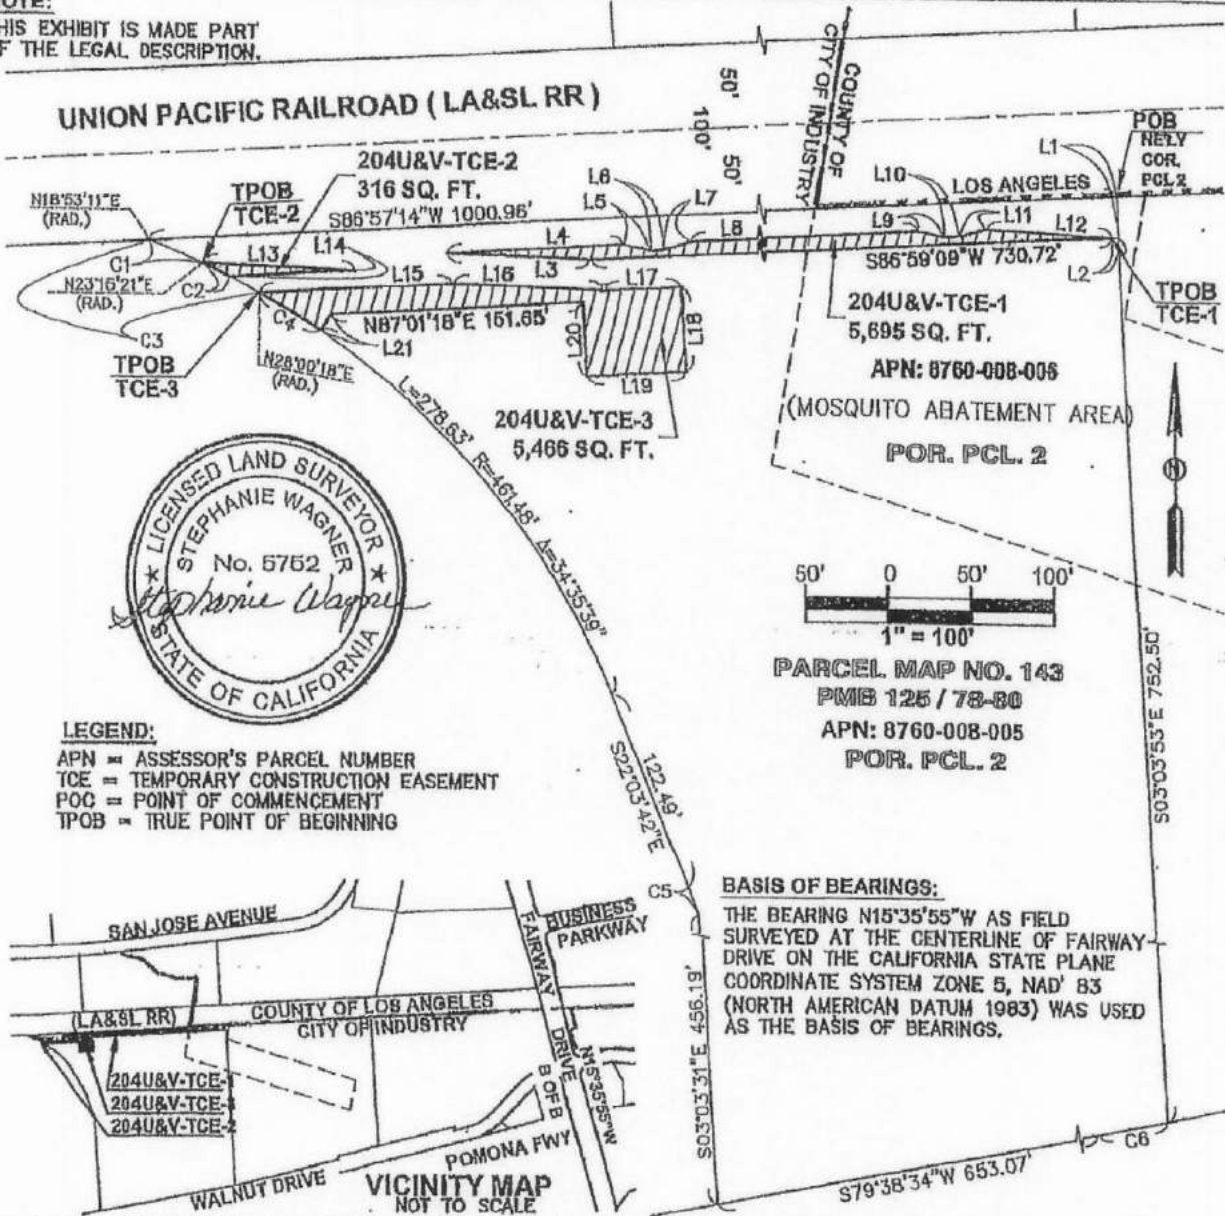 NOTE:
HIS EXHIBIT IS MADE PART
F THE LEGAL DESCRIPTION.
UNION PACIFIC RAILROAD ( LA&SL RR )
50'
100'
50'
CITY OF INDUSTRY
COUNTY OF
LOS ANGELES
POB
NE'LY
COR.
PCL 2
L1
L2
TPOB
TCE-1
N18°53'11"E
(RAD.)
TPOB
TCE-2
204U&V-TCE-2
316 SQ. FT.
S86°57'14"W 1000.96'
L6
L5
L7
L4
L8
L3
L10
L9
L11
L12
S86°59'09"W 730.72'
C1
L13
L14
N23°16'21"E
(RAD.)
C2
C3
L15
L16
L17
C4
N87°01'18"E 151.65'
L21
L20
L18
L19
TPOB
TCE-3
N28°00'18"E
(RAD.)
204U&V-TCE-1
5,695 SQ. FT.
APN: 8760-008-006
(MOSQUITO ABATEMENT AREA)
POR. PCL. 2
204U&V-TCE-3
5,466 SQ. FT.
L=278.63' R=461.48' Δ=34°35'39"
LICENSED LAND SURVEYOR
STEPHANIE WAGNER
No. 5752
Stephanie Wagner
STATE OF CALIFORNIA
N
50' 0 50' 100'
1" = 100'
PARCEL MAP NO. 143
PMB 125 / 78-80
APN: 8760-008-005
POR. PCL. 2
S03°03'53"E 752.50'
LEGEND:
APN = ASSESSOR'S PARCEL NUMBER
TCE = TEMPORARY CONSTRUCTION EASEMENT
POC = POINT OF COMMENCEMENT
TPOB = TRUE POINT OF BEGINNING
122.49'
S22°03'42"E
C5
BASIS OF BEARINGS:
THE BEARING N15°35'55"W AS FIELD
SURVEYED AT THE CENTERLINE OF FAIRWAY
DRIVE ON THE CALIFORNIA STATE PLANE
COORDINATE SYSTEM ZONE 5, NAD' 83
(NORTH AMERICAN DATUM 1983) WAS USED
AS THE BASIS OF BEARINGS.
S03°03'31"E 456.19'
S79°38'34"W 653.07'
C6
SAN JOSE AVENUE
FAIRWAY DRIVE
BUSINESS
PARKWAY
(LA&SL RR)
COUNTY OF LOS ANGELES
CITY OF INDUSTRY
204U&V-TCE-1
204U&V-TCE-3
204U&V-TCE-2
B OF B
N15°35'55"W
POMONA FWY
WALNUT DRIVE
VICINITY MAP
NOT TO SCALE